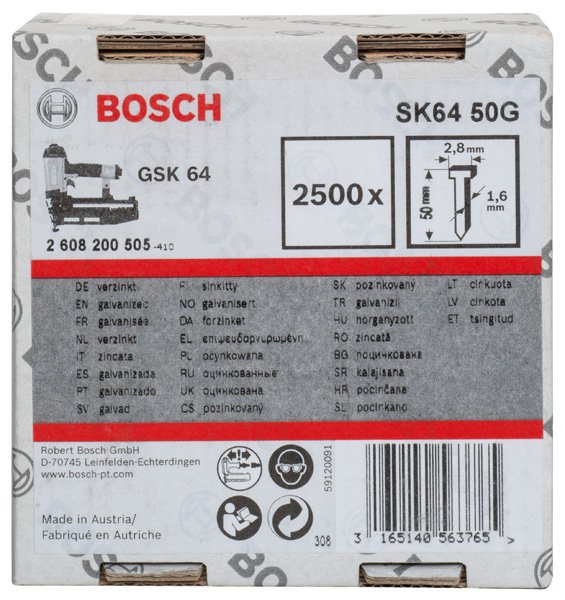 BOSCH
SK64 50G
GSK 64
2500 x
2,8 mm
50 mm
1,6 mm
2 608 200 505 -410
DE verzinkt
EN galvanized
FR galvanisée
NL verzinkt
IT zincata
ES galvanizada
PT galvanizado
SV galvad
FI sinkitty
NO galvanisert
DA forzinket
EL επιψευδαργυρωμένη
PL ocynkowana
RU оцинкованные
UK оцинкована
CS pozinkovaný
SK pozinkovaný
TR galvanizli
HU horganyzott
RO zincată
BG поцинкована
SR kalajisana
HR pocinčana
SL pocinkano
LT cinkuota
LV cinkota
ET tsingitud
Robert Bosch GmbH
D-70745 Leinfelden-Echterdingen
www.bosch-pt.com
Made in Austria/
Fabriqué en Autriche
59120091
308
3 165140 563765 >